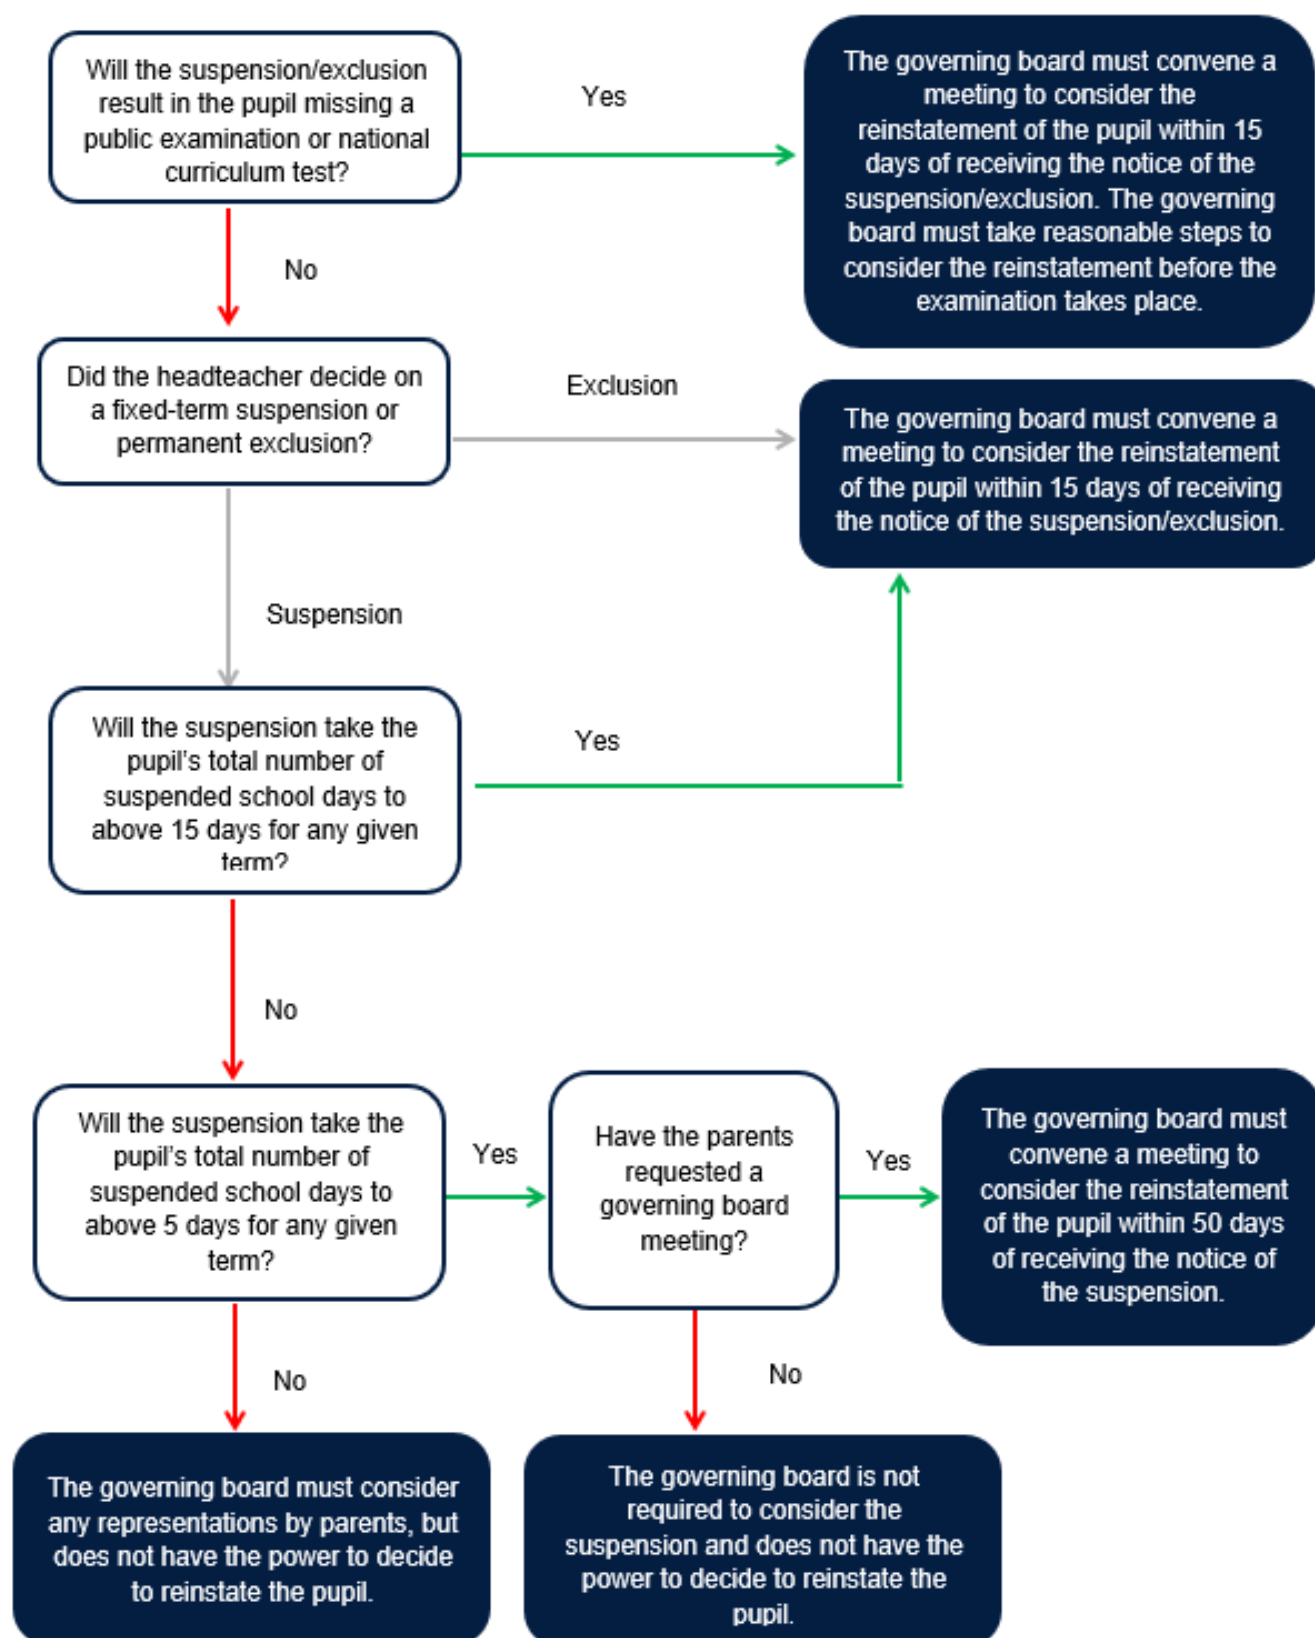 Will the suspension/exclusion
result in the pupil missing a
public examination or national
curriculum test?
Yes
The governing board must convene a
meeting to consider the
reinstatement of the pupil within 15
days of receiving the notice of the
suspension/exclusion. The governing
board must take reasonable steps to
consider the reinstatement before the
examination takes place.
No
Did the headteacher decide on
a fixed-term suspension or
permanent exclusion?
Exclusion
The governing board must convene a
meeting to consider the reinstatement
of the pupil within 15 days of receiving
the notice of the suspension/exclusion.
Suspension
Will the suspension take the
pupil's total number of
suspended school days to
above 15 days for any given
term?
Yes
No
Will the suspension take the
pupil's total number of
suspended school days to
above 5 days for any given
term?
Yes
Have the parents
requested a
governing board
meeting?
Yes
The governing board must
convene a meeting to
consider the reinstatement
of the pupil within 50 days
of receiving the notice of
the suspension.
No
No
The governing board must consider
any representations by parents, but
does not have the power to decide
to reinstate the pupil.
The governing board is not
required to consider the
suspension and does not have the
power to decide to reinstate the
pupil.